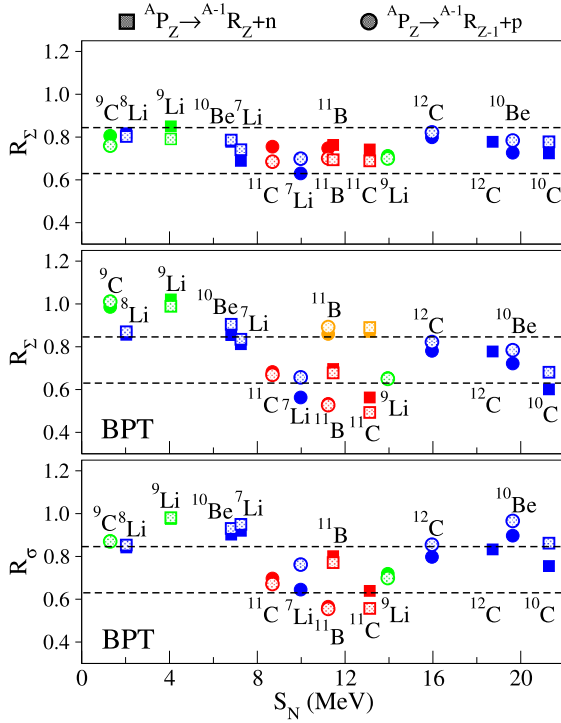 ᴬP_Z→ᴬ⁻¹R_Z+n ᴬP_Z→ᴬ⁻¹R_Z₋₁+p
1.2
1.0
0.8
0.6
0.4
R_Σ
⁹C ⁸Li ⁹Li ¹⁰Be ⁷Li ¹¹B ¹²C ¹⁰Be
¹¹C ⁷Li ¹¹B ¹¹C ⁹Li ¹²C ¹⁰C
1.2
1.0
0.8
0.6
0.4
R_Σ
⁹C ⁸Li ⁹Li ¹⁰Be ⁷Li ¹¹B ¹²C ¹⁰Be
¹¹C ⁷Li ¹¹B ¹¹C ⁹Li ¹²C ¹⁰C
BPT
1.2
1.0
0.8
0.6
0.4
R_σ
⁹C ⁸Li ⁹Li ¹⁰Be ⁷Li ¹¹B ¹²C ¹⁰Be
¹¹C ⁷Li ¹¹B ¹¹C ⁹Li ¹²C ¹⁰C
BPT
0 4 8 12 16 20
S_N (MeV)